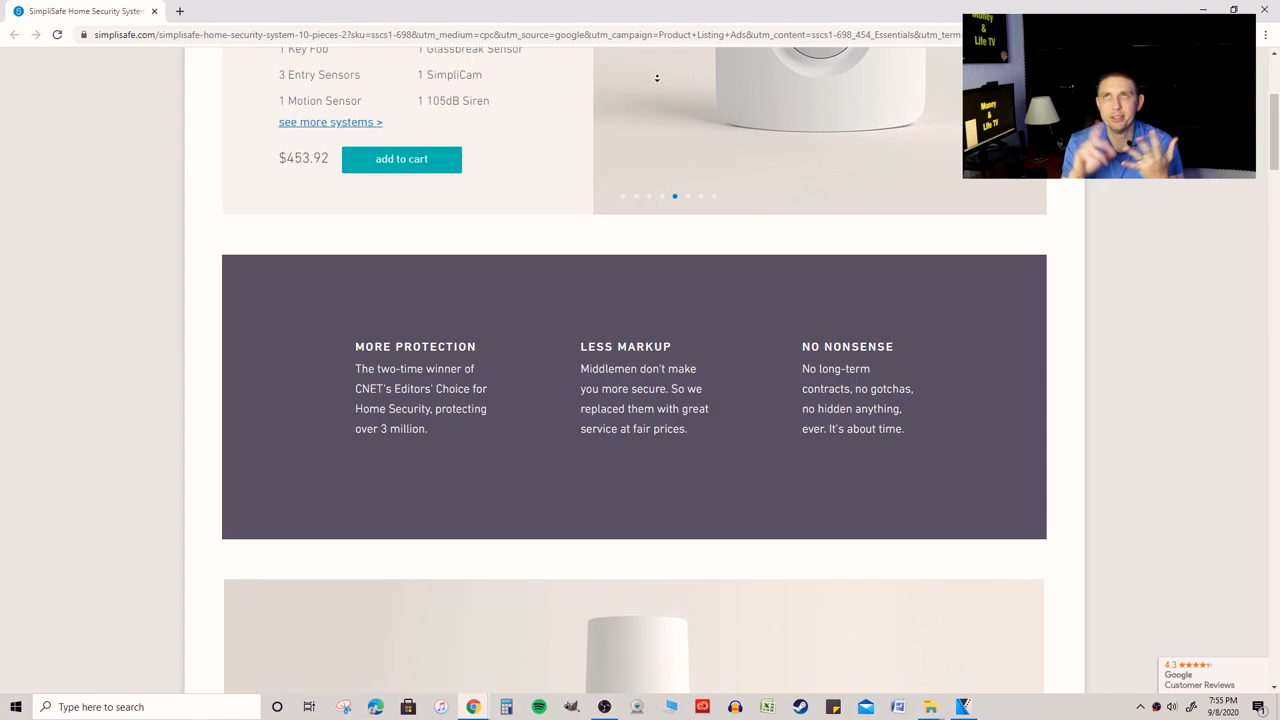 SimpliSafe Home Security System
simplisafe.com/simplisafe-home-security-system-10-pieces-2?sku=sscs1-698&utm_medium=cpc&utm_source=google&utm_campaign=Product+Listing+Ads&utm_content=sscs1-698_454_Essentials&utm_term
1 Key Fob
1 Glassbreak Sensor
3 Entry Sensors
1 SimpliCam
1 Motion Sensor
1 105dB Siren
see more systems >
$453.92
add to cart
Money
& Life TV
Money
&
Life TV
MORE PROTECTION
The two-time winner of
CNET's Editors' Choice for
Home Security, protecting
over 3 million.
LESS MARKUP
Middlemen don't make
you more secure. So we
replaced them with great
service at fair prices.
NO NONSENSE
No long-term
contracts, no gotchas,
no hidden anything,
ever. It's about time.
4.3
Google
Customer Reviews
Type here to search
7:55 PM
9/8/2020